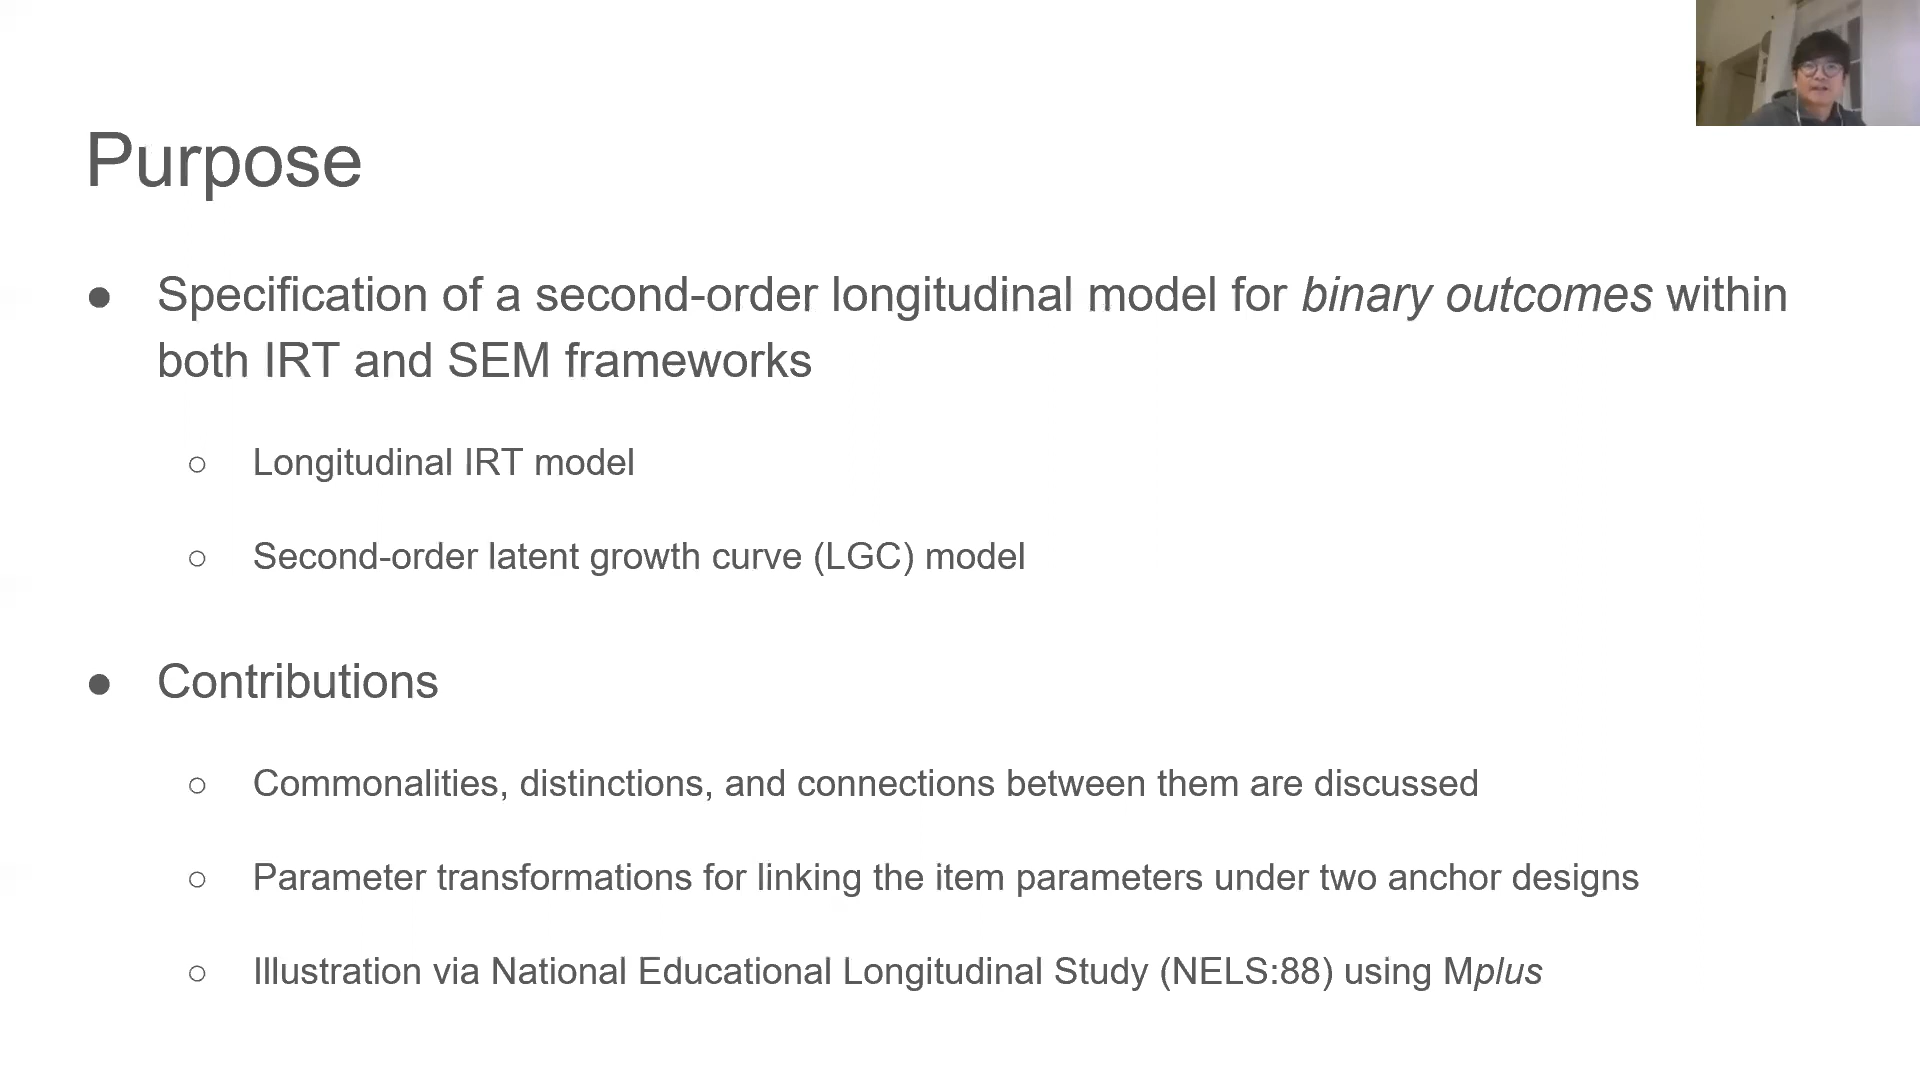 Purpose
● Specification of a second-order longitudinal model for binary outcomes within
both IRT and SEM frameworks
○ Longitudinal IRT model
○ Second-order latent growth curve (LGC) model
● Contributions
○ Commonalities, distinctions, and connections between them are discussed
○ Parameter transformations for linking the item parameters under two anchor designs
○ Illustration via National Educational Longitudinal Study (NELS:88) using Mplus